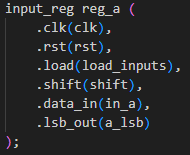 input_reg reg_a (
    .clk(clk),
    .rst(rst),
    .load(load_inputs),
    .shift(shift),
    .data_in(in_a),
    .lsb_out(a_lsb)
);